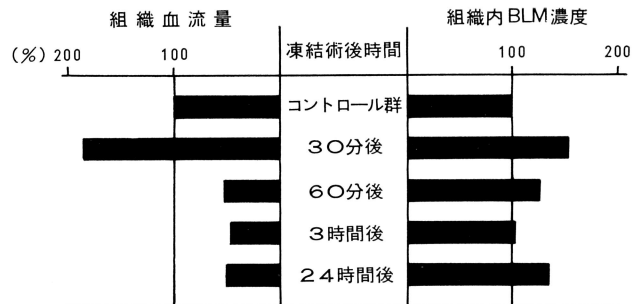 組織血流量
組織内BLM濃度
(%) 200 100 凍結術後時間 100 200
コントロール群
30分後
60分後
3時間後
24時間後